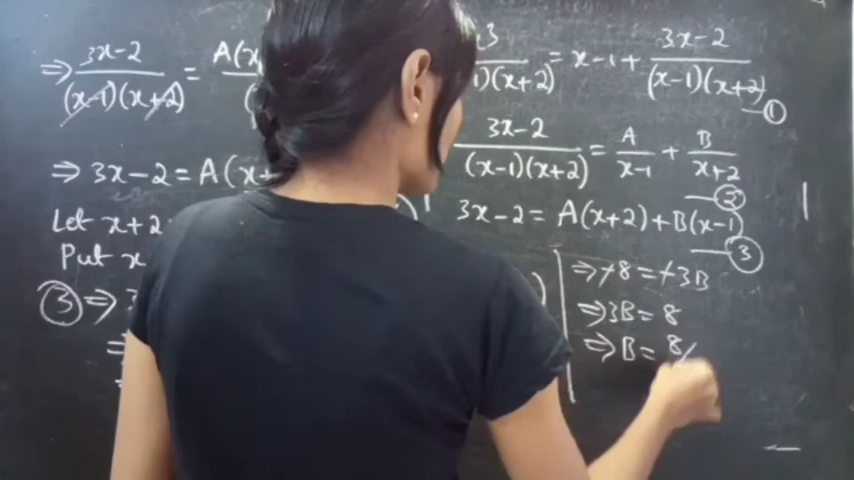 ⇒ (3x-2)/((x-1)(x+2)) = A(x
3x-2 = A(x+
Let x+2
Put x
③ ⇒ 3
x-1)(x+2) = x-1 + (3x-2)/((x-1)(x+2)) — ①
(3x-2)/((x-1)(x+2)) = A/(x-1) + B/(x+2) — ②
3x-2 = A(x+2) + B(x-1) — ③
⇒ -8 = -3B
⇒ 3B = 8
⇒ B = 8/